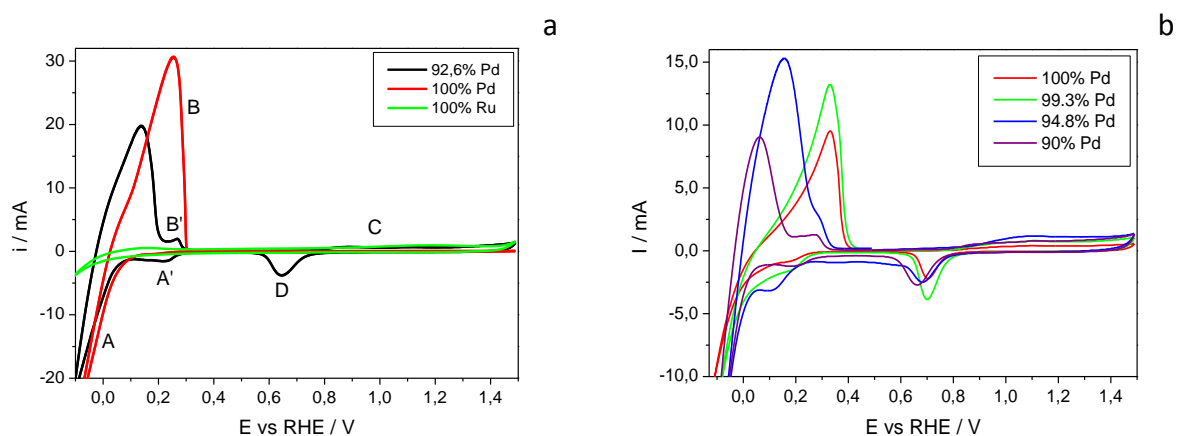 a
30
20
10
0
-10
-20
i / mA
0,0 0,2 0,4 0,6 0,8 1,0 1,2 1,4
E vs RHE / V
92,6% Pd
100% Pd
100% Ru
B
B'
C
A'
D
A
b
15,0
10,0
5,0
0,0
-5,0
-10,0
I / mA
0,0 0,2 0,4 0,6 0,8 1,0 1,2 1,4
E vs RHE / V
100% Pd
99.3% Pd
94.8% Pd
90% Pd